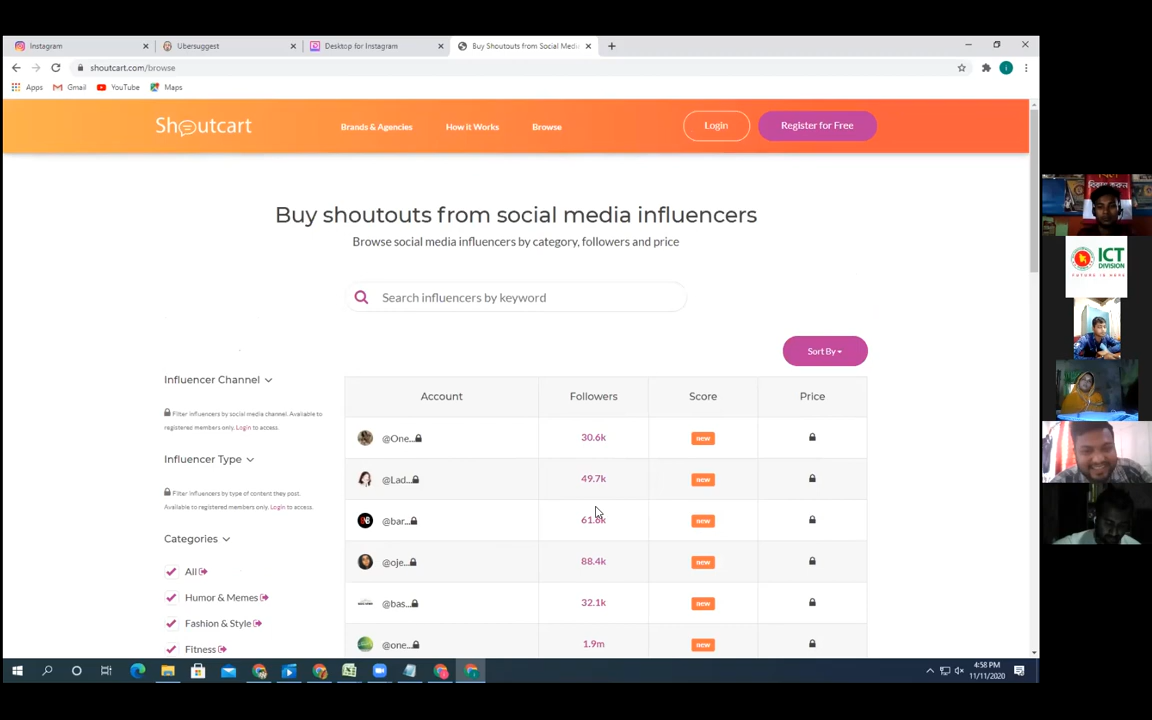 Instagram
Ubersuggest
Desktop for Instagram
Buy Shoutouts from Social Media
shoutcart.com/browse
Apps
Gmail
YouTube
Maps
Shoutcart
Brands & Agencies
How it Works
Browse
Login
Register for Free
Buy shoutouts from social media influencers
Browse social media influencers by category, followers and price
Search influencers by keyword
Sort By
Influencer Channel
Filter influencers by social media channel. Available to
registered members only. Login to access.
Influencer Type
Filter influencers by type of content they post.
Available to registered members only. Login to access.
Categories
All
Humor & Memes
Fashion & Style
Fitness
Account Followers Score Price
@One... 30.6k new
@Lad... 49.7k new
@bar... 61.8k new
@oje... 88.4k new
@bas... 32.1k new
@one... 1.9m new
ICT
DIVISION
FUTURE IS HERE
4:58 PM
11/11/2020